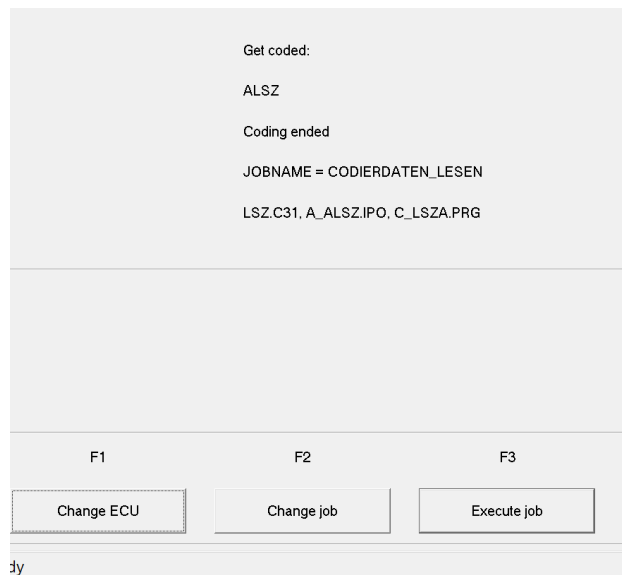 Get coded:
ALSZ
Coding ended
JOBNAME = CODIERDATEN_LESEN
LSZ.C31, A_ALSZ.IPO, C_LSZA.PRG
F1 F2 F3
Change ECU Change job Execute job
dy